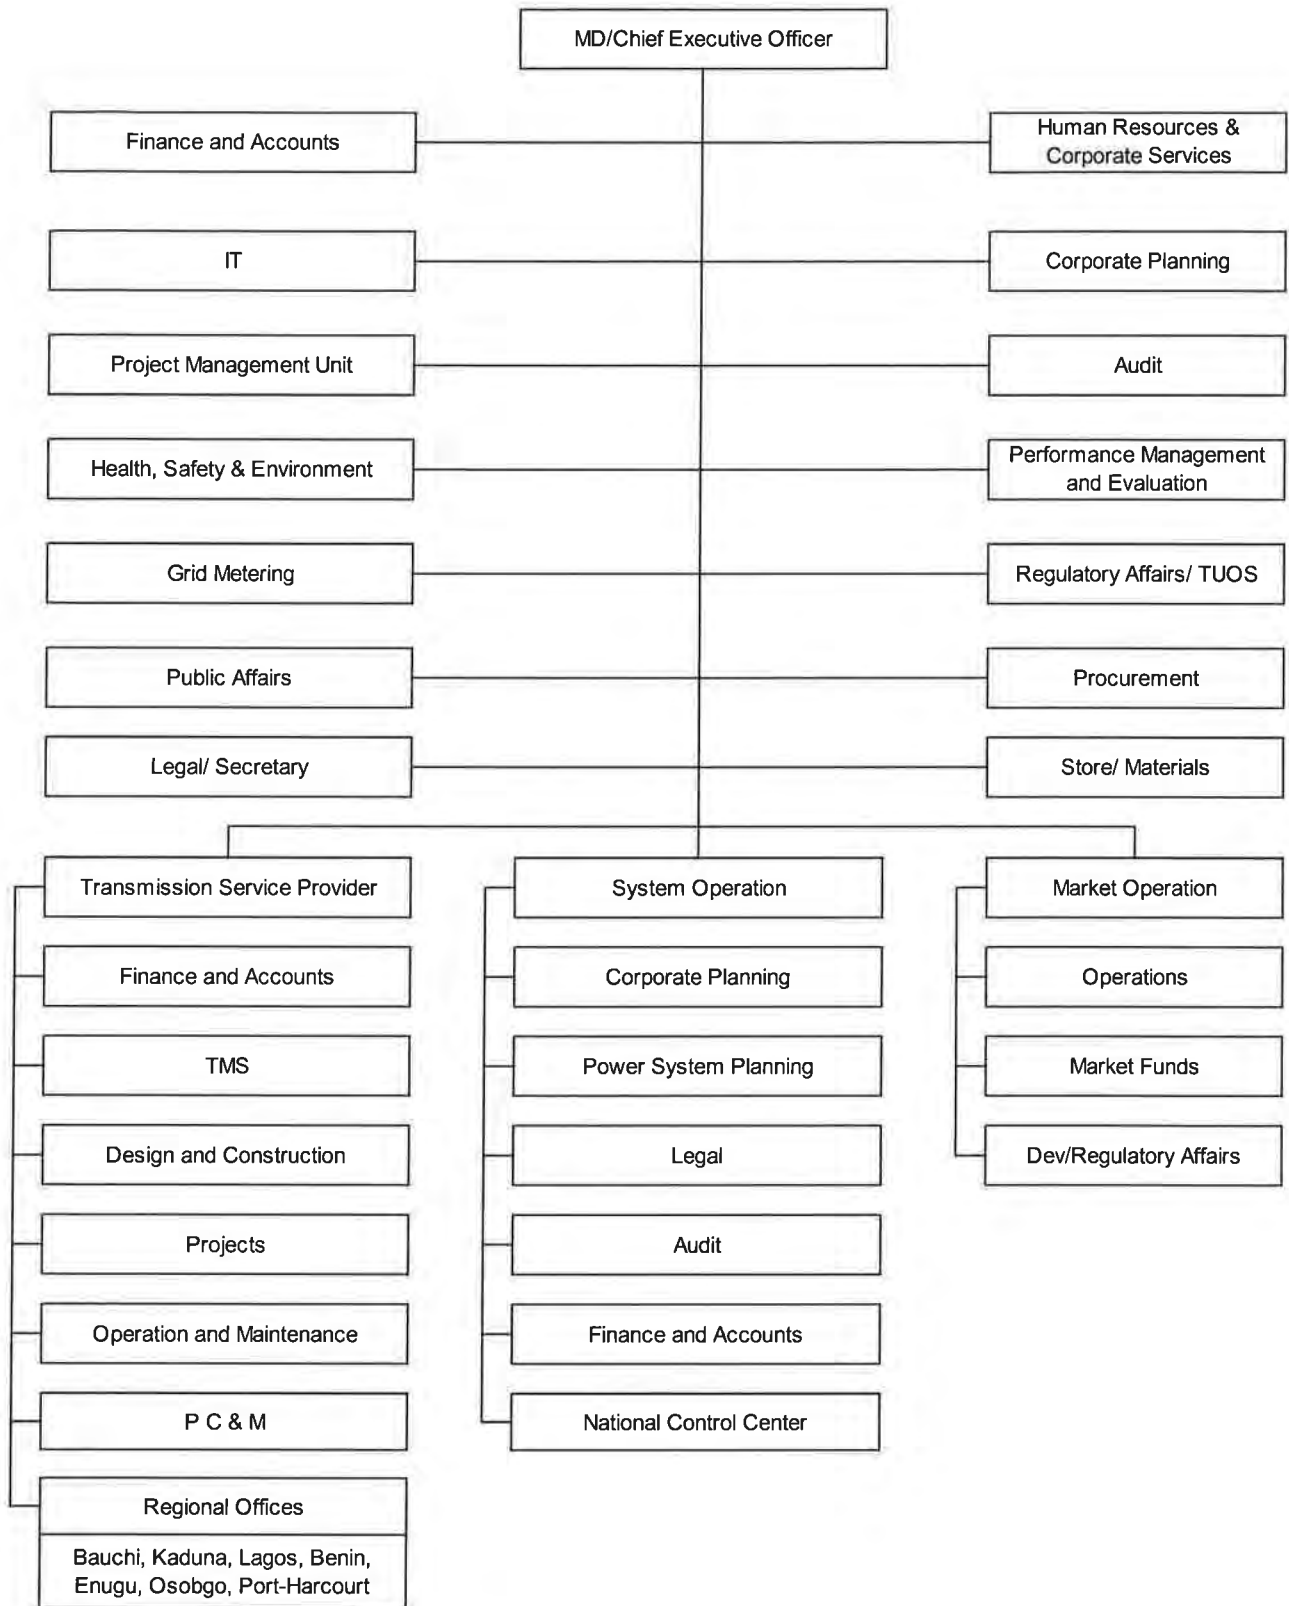 MD/Chief Executive Officer
Finance and Accounts
Human Resources &
Corporate Services
IT
Corporate Planning
Project Management Unit
Audit
Health, Safety & Environment
Performance Management
and Evaluation
Grid Metering
Regulatory Affairs/ TUOS
Public Affairs
Procurement
Legal/ Secretary
Store/ Materials
Transmission Service Provider
Finance and Accounts
TMS
Design and Construction
Projects
Operation and Maintenance
P C & M
Regional Offices
Bauchi, Kaduna, Lagos, Benin,
Enugu, Osobgo, Port-Harcourt
System Operation
Corporate Planning
Power System Planning
Legal
Audit
Finance and Accounts
National Control Center
Market Operation
Operations
Market Funds
Dev/Regulatory Affairs